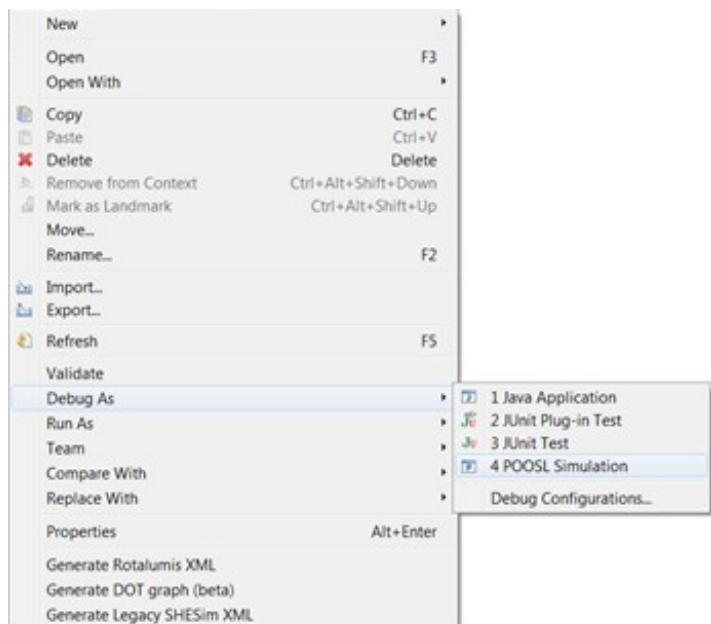 New
Open F3
Open With
Copy Ctrl+C
Paste Ctrl+V
Delete Delete
Remove from Context Ctrl+Alt+Shift+Down
Mark as Landmark Ctrl+Alt+Shift+Up
Move...
Rename... F2
Import...
Export...
Refresh F5
Validate
Debug As
Run As
Team
Compare With
Replace With
Properties Alt+Enter
Generate Rotalumis XML
Generate DOT graph (beta)
Generate Legacy SHESim XML
1 Java Application
2 JUnit Plug-in Test
3 JUnit Test
4 POOSL Simulation
Debug Configurations...